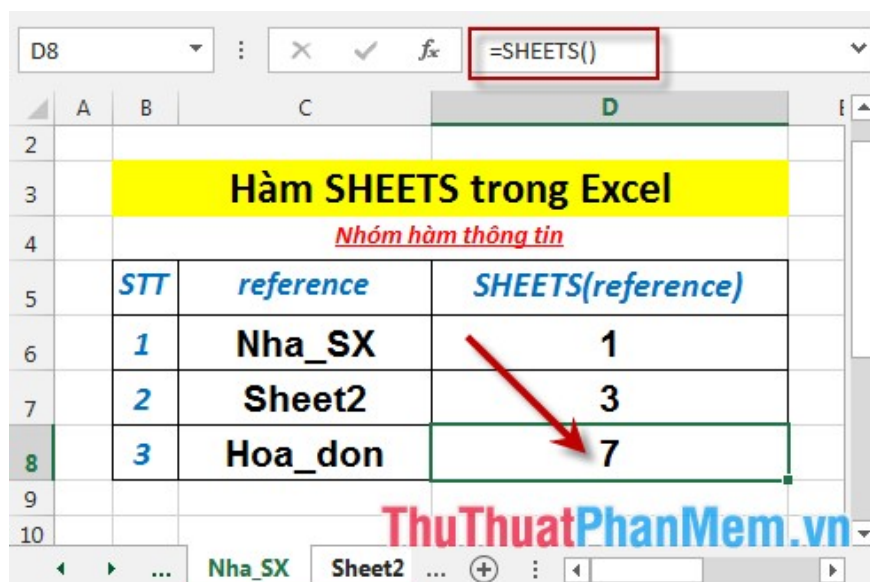 D8 fx =SHEETS()
A B C D E
2
3 Hàm SHEETS trong Excel
4 Nhóm hàm thông tin
5 STT reference SHEETS(reference)
6 1 Nha_SX 1
7 2 Sheet2 3
8 3 Hoa_don 7
9
10 ThuThuatPhanMem.vn
... Nha_SX Sheet2 ...